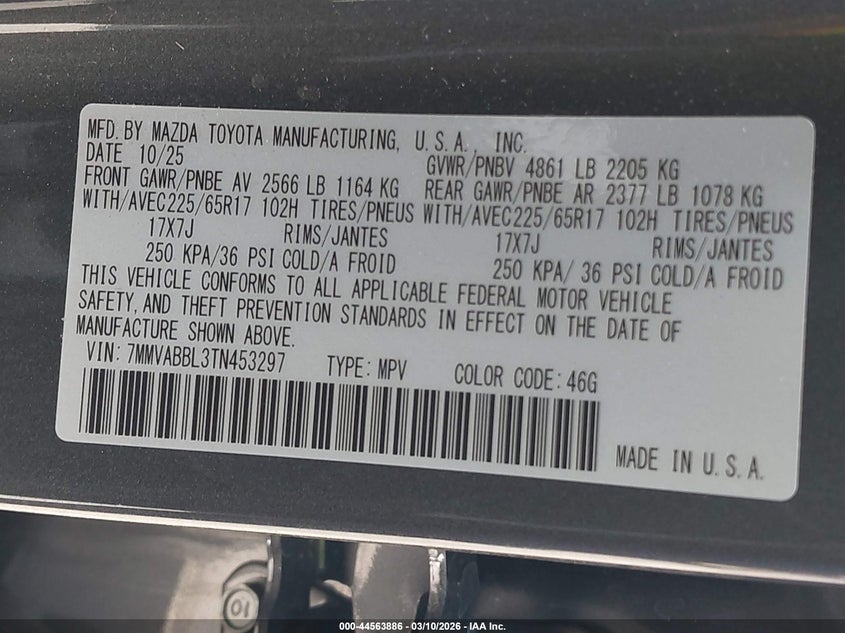 MFD. BY MAZDA TOYOTA MANUFACTURING, U.S.A., INC.
DATE 10/25
GVWR/PNBV 4861 LB 2205 KG
FRONT GAWR/PNBE AV 2566 LB 1164 KG REAR GAWR/PNBE AR 2377 LB 1078 KG
WITH/AVEC225/65R17 102H TIRES/PNEUS WITH/AVEC225/65R17 102H TIRES/PNEUS
17X7J RIMS/JANTES 17X7J RIMS/JANTES
250 KPA/36 PSI COLD/A FROID 250 KPA/ 36 PSI COLD/A FROID
THIS VEHICLE CONFORMS TO ALL APPLICABLE FEDERAL MOTOR VEHICLE
SAFETY, AND THEFT PREVENTION STANDARDS IN EFFECT ON THE DATE OF
MANUFACTURE SHOWN ABOVE.
VIN: 7MMVABBL3TN453297 TYPE: MPV COLOR CODE: 46G
MADE IN U.S.A.
10
000-44563886 - 03/10/2026 - IAA Inc.